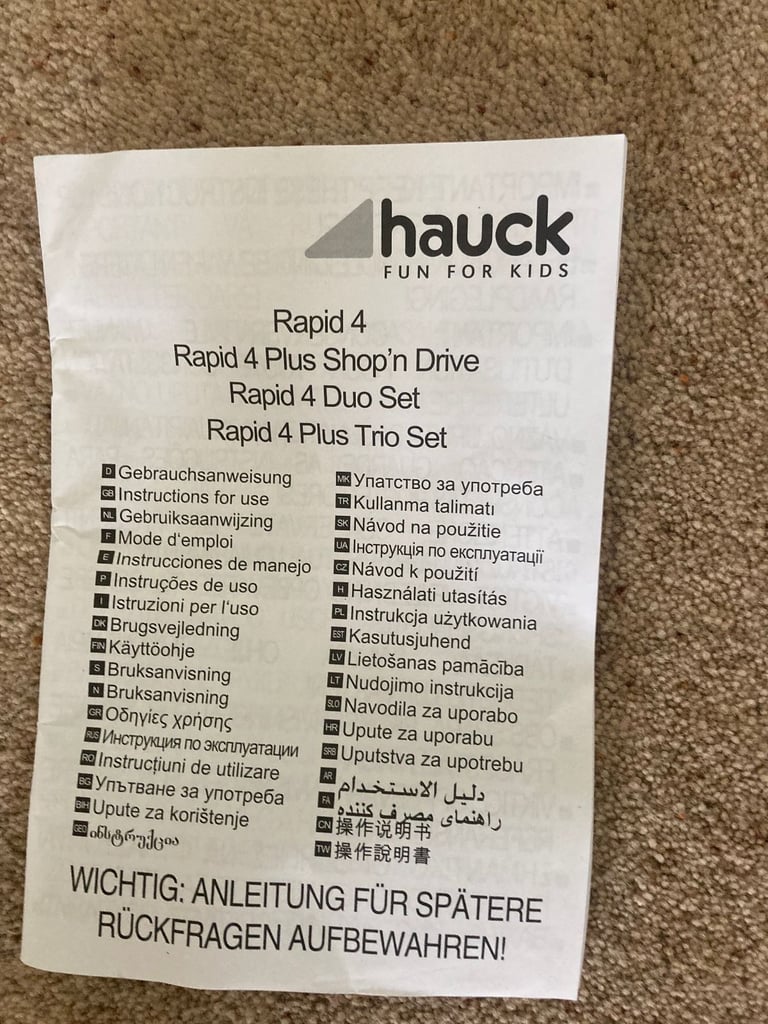 hauck
FUN FOR KIDS
Rapid 4
Rapid 4 Plus Shop'n Drive
Rapid 4 Duo Set
Rapid 4 Plus Trio Set
D Gebrauchsanweisung
GB Instructions for use
NL Gebruiksaanwijzing
F Mode d'emploi
E Instrucciones de manejo
P Instruções de uso
I Istruzioni per l'uso
DK Brugsvejledning
FIN Käyttöohje
S Bruksanvisning
N Bruksanvisning
GR Οδηγίες χρήσης
RUS Инструкция по эксплуатации
RO Instrucțiuni de utilizare
BG Упътване за употреба
BIH Upute za korištenje
GEO ინსტრუქცია
MK Упатство за употреба
TR Kullanma talimatı
SK Návod na použitie
UA Інструкція по експлуатації
CZ Návod k použití
H Használati utasítás
PL Instrukcja użytkowania
EST Kasutusjuhend
LV Lietošanas pamācība
LT Nudojimo instrukcija
SLO Navodila za uporabo
HR Upute za uporabu
SRB Uputstva za upotrebu
AR دليل الاستخدام
FA راهنمای مصرف کننده
CN 操作说明书
TW 操作說明書
WICHTIG: ANLEITUNG FÜR SPÄTERE
RÜCKFRAGEN AUFBEWAHREN!